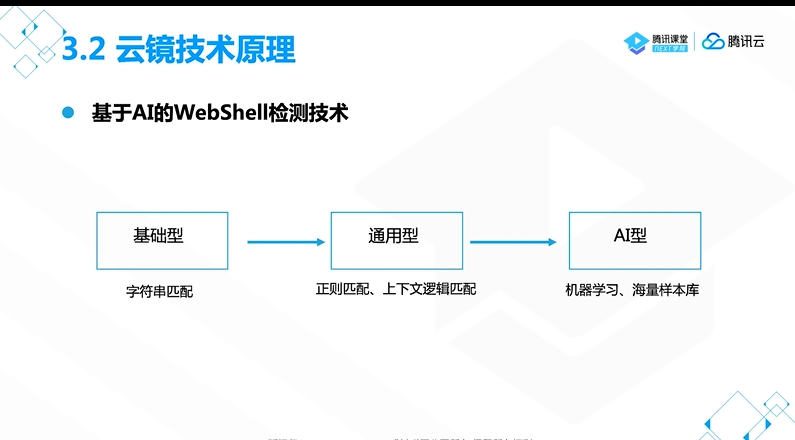 3.2 云镜技术原理
腾讯课堂
NEXT学院
腾讯云
基于AI的WebShell检测技术
基础型
通用型
AI型
字符串匹配
正则匹配、上下文逻辑匹配
机器学习、海量样本库